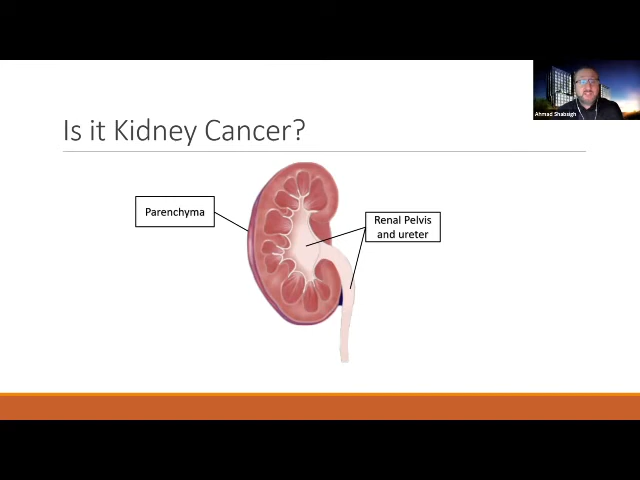 Is it Kidney Cancer?
Parenchyma
Renal Pelvis
and ureter
Ahmad Shabsigh